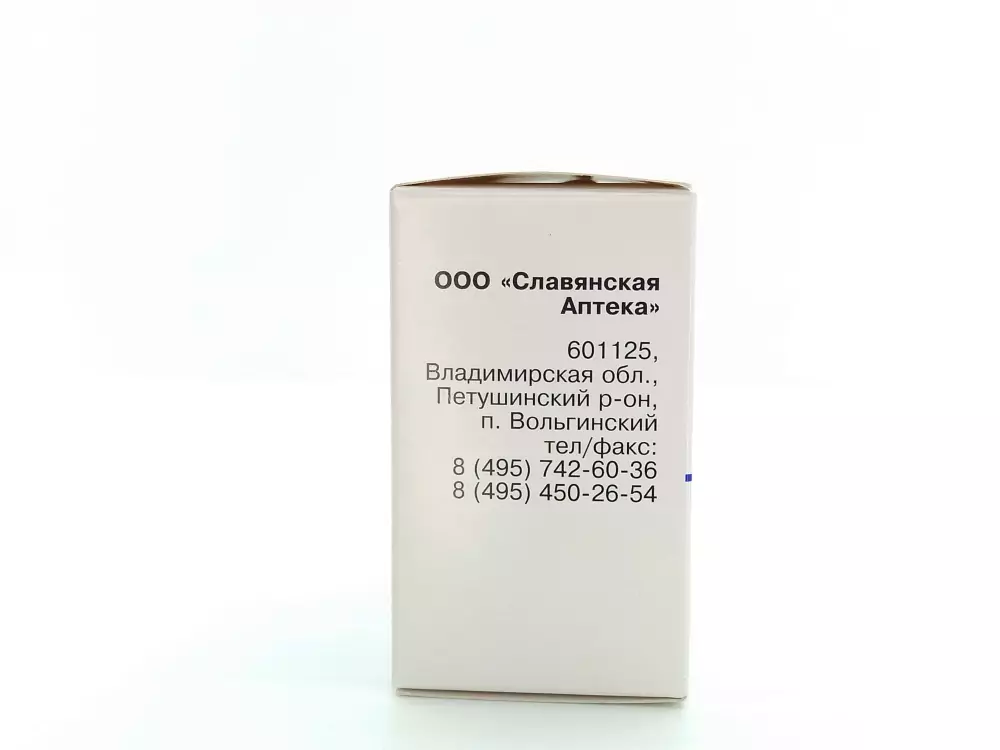 ООО «Славянская
Аптека»
601125,
Владимирская обл.,
Петушинский р-он,
п. Вольгинский
тел/факс:
8 (495) 742-60-36
8 (495) 450-26-54